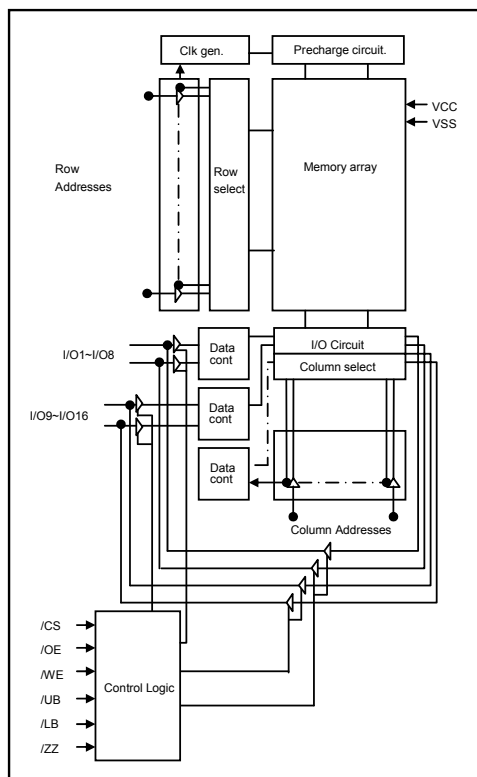 Clk gen.
Precharge circuit.
VCC
VSS
Row
Addresses
Row
select
Memory array
I/O1~I/O8
Data
cont
I/O Circuit
Column select
I/O9~I/O16
Data
cont
Data
cont
Column Addresses
/CS
/OE
/WE
/UB
/LB
/ZZ
Control Logic